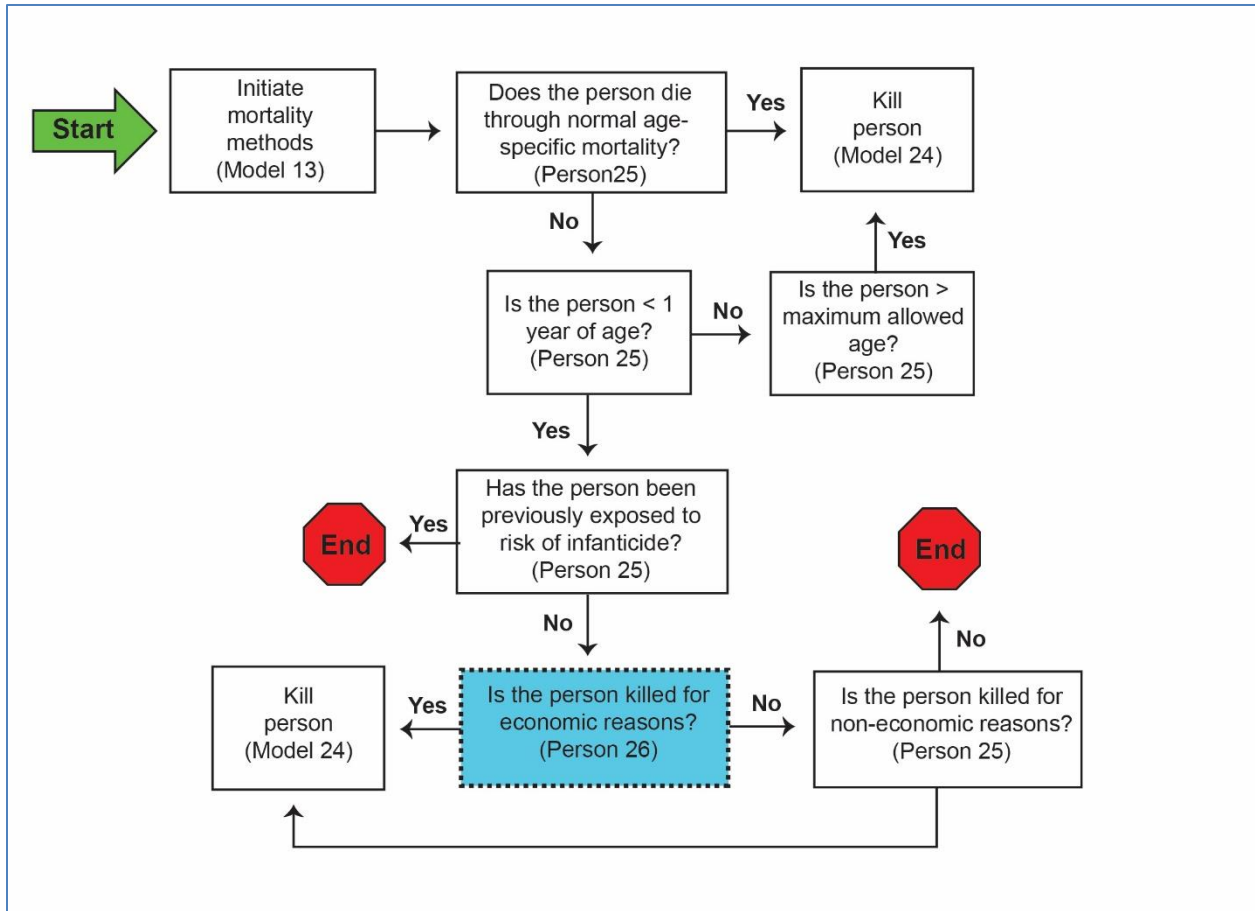 Start
Initiate
mortality
methods
(Model 13)
Does the person die
through normal age-
specific mortality?
(Person25)
Yes
Kill
person
(Model 24)
No
Yes
Is the person < 1
year of age?
(Person 25)
No
Is the person >
maximum allowed
age?
(Person 25)
Yes
Has the person been
previously exposed to
risk of infanticide?
(Person 25)
Yes
End
End
No
No
Kill
person
(Model 24)
Yes
Is the person killed for
economic reasons?
(Person 26)
No
Is the person killed for
non-economic reasons?
(Person 25)